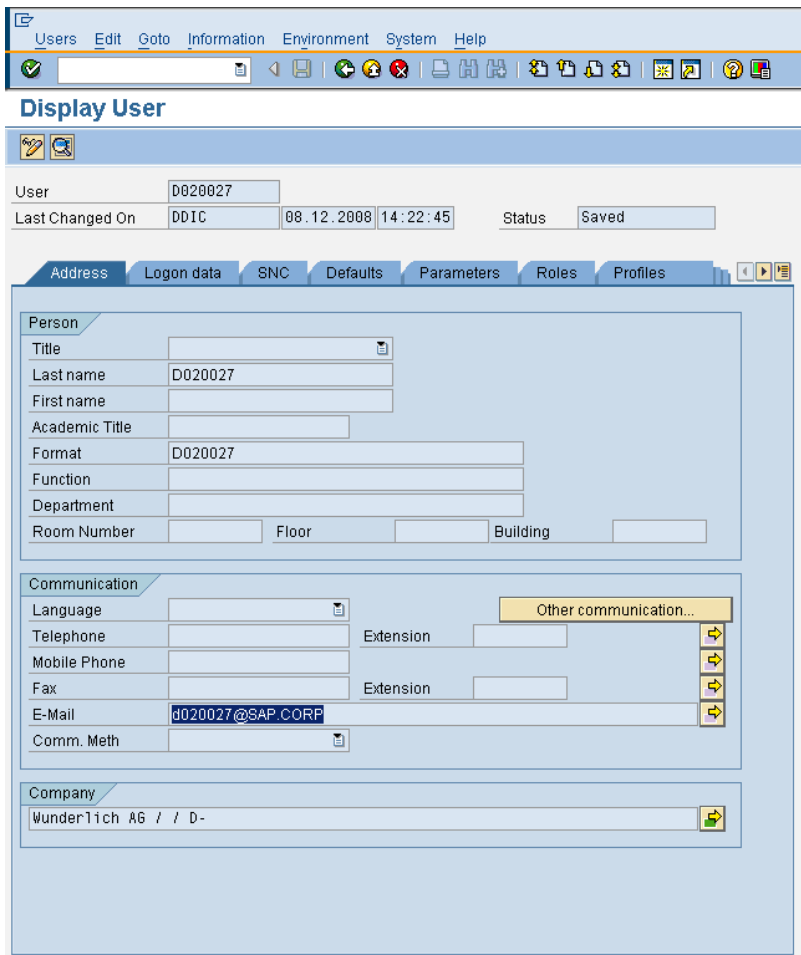 Users Edit Goto Information Environment System Help
Display User
User D020027
Last Changed On DDIC 08.12.2008 14:22:45 Status Saved
Address Logon data SNC Defaults Parameters Roles Profiles
Person
Title
Last name D020027
First name
Academic Title
Format D020027
Function
Department
Room Number Floor Building
Communication
Language Other communication...
Telephone Extension
Mobile Phone
Fax Extension
E-Mail d020027@SAP.CORP
Comm. Meth
Company
Wunderlich AG / / D-